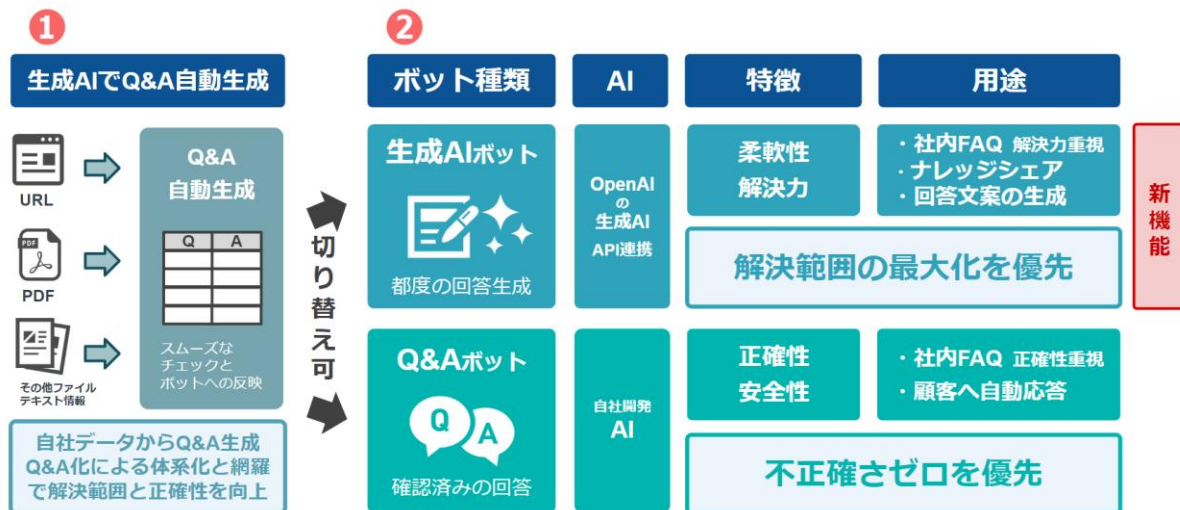 1
生成AIでQ&A自動生成
URL
PDF
PDF
その他ファイル
テキスト情報
Q&A
自動生成
Q A
スムーズな
チェックと
ボットへの反映
自社データからQ&A生成
Q&A化による体系化と網羅
で解決範囲と正確性を向上
切り替え可
2
ボット種類
AI
特徴
用途
生成AIボット
都度の回答生成
OpenAI
の
生成AI
API連携
柔軟性
解決力
・社内FAQ 解決力重視
・ナレッジシェア
・回答文案の生成
解決範囲の最大化を優先
新機能
Q&Aボット
Q A
確認済みの回答
自社開発
AI
正確性
安全性
・社内FAQ 正確性重視
・顧客へ自動応答
不正確さゼロを優先